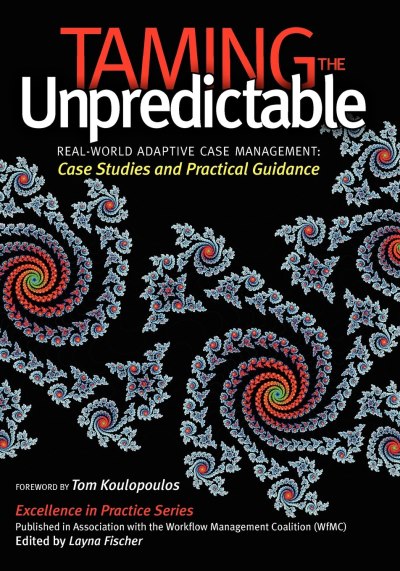 TAMING THE
Unpredictable
REAL-WORLD ADAPTIVE CASE MANAGEMENT:
Case Studies and Practical Guidance
FOREWORD BY Tom Koulopoulos
Excellence in Practice Series
Published in Association with the Workflow Management Coalition (WfMC)
Edited by Layna Fischer